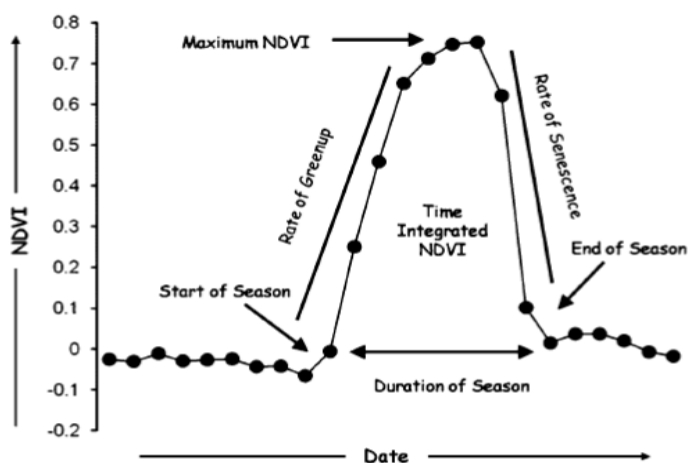 0.8
Maximum NDVI
0.7
0.6
Rate of Greenup
Rate of Senescence
0.5
0.4
NDVI
0.3
Time
Integrated
NDVI
End of Season
0.2
Start of Season
0.1
0
-0.1
Duration of Season
-0.2
Date